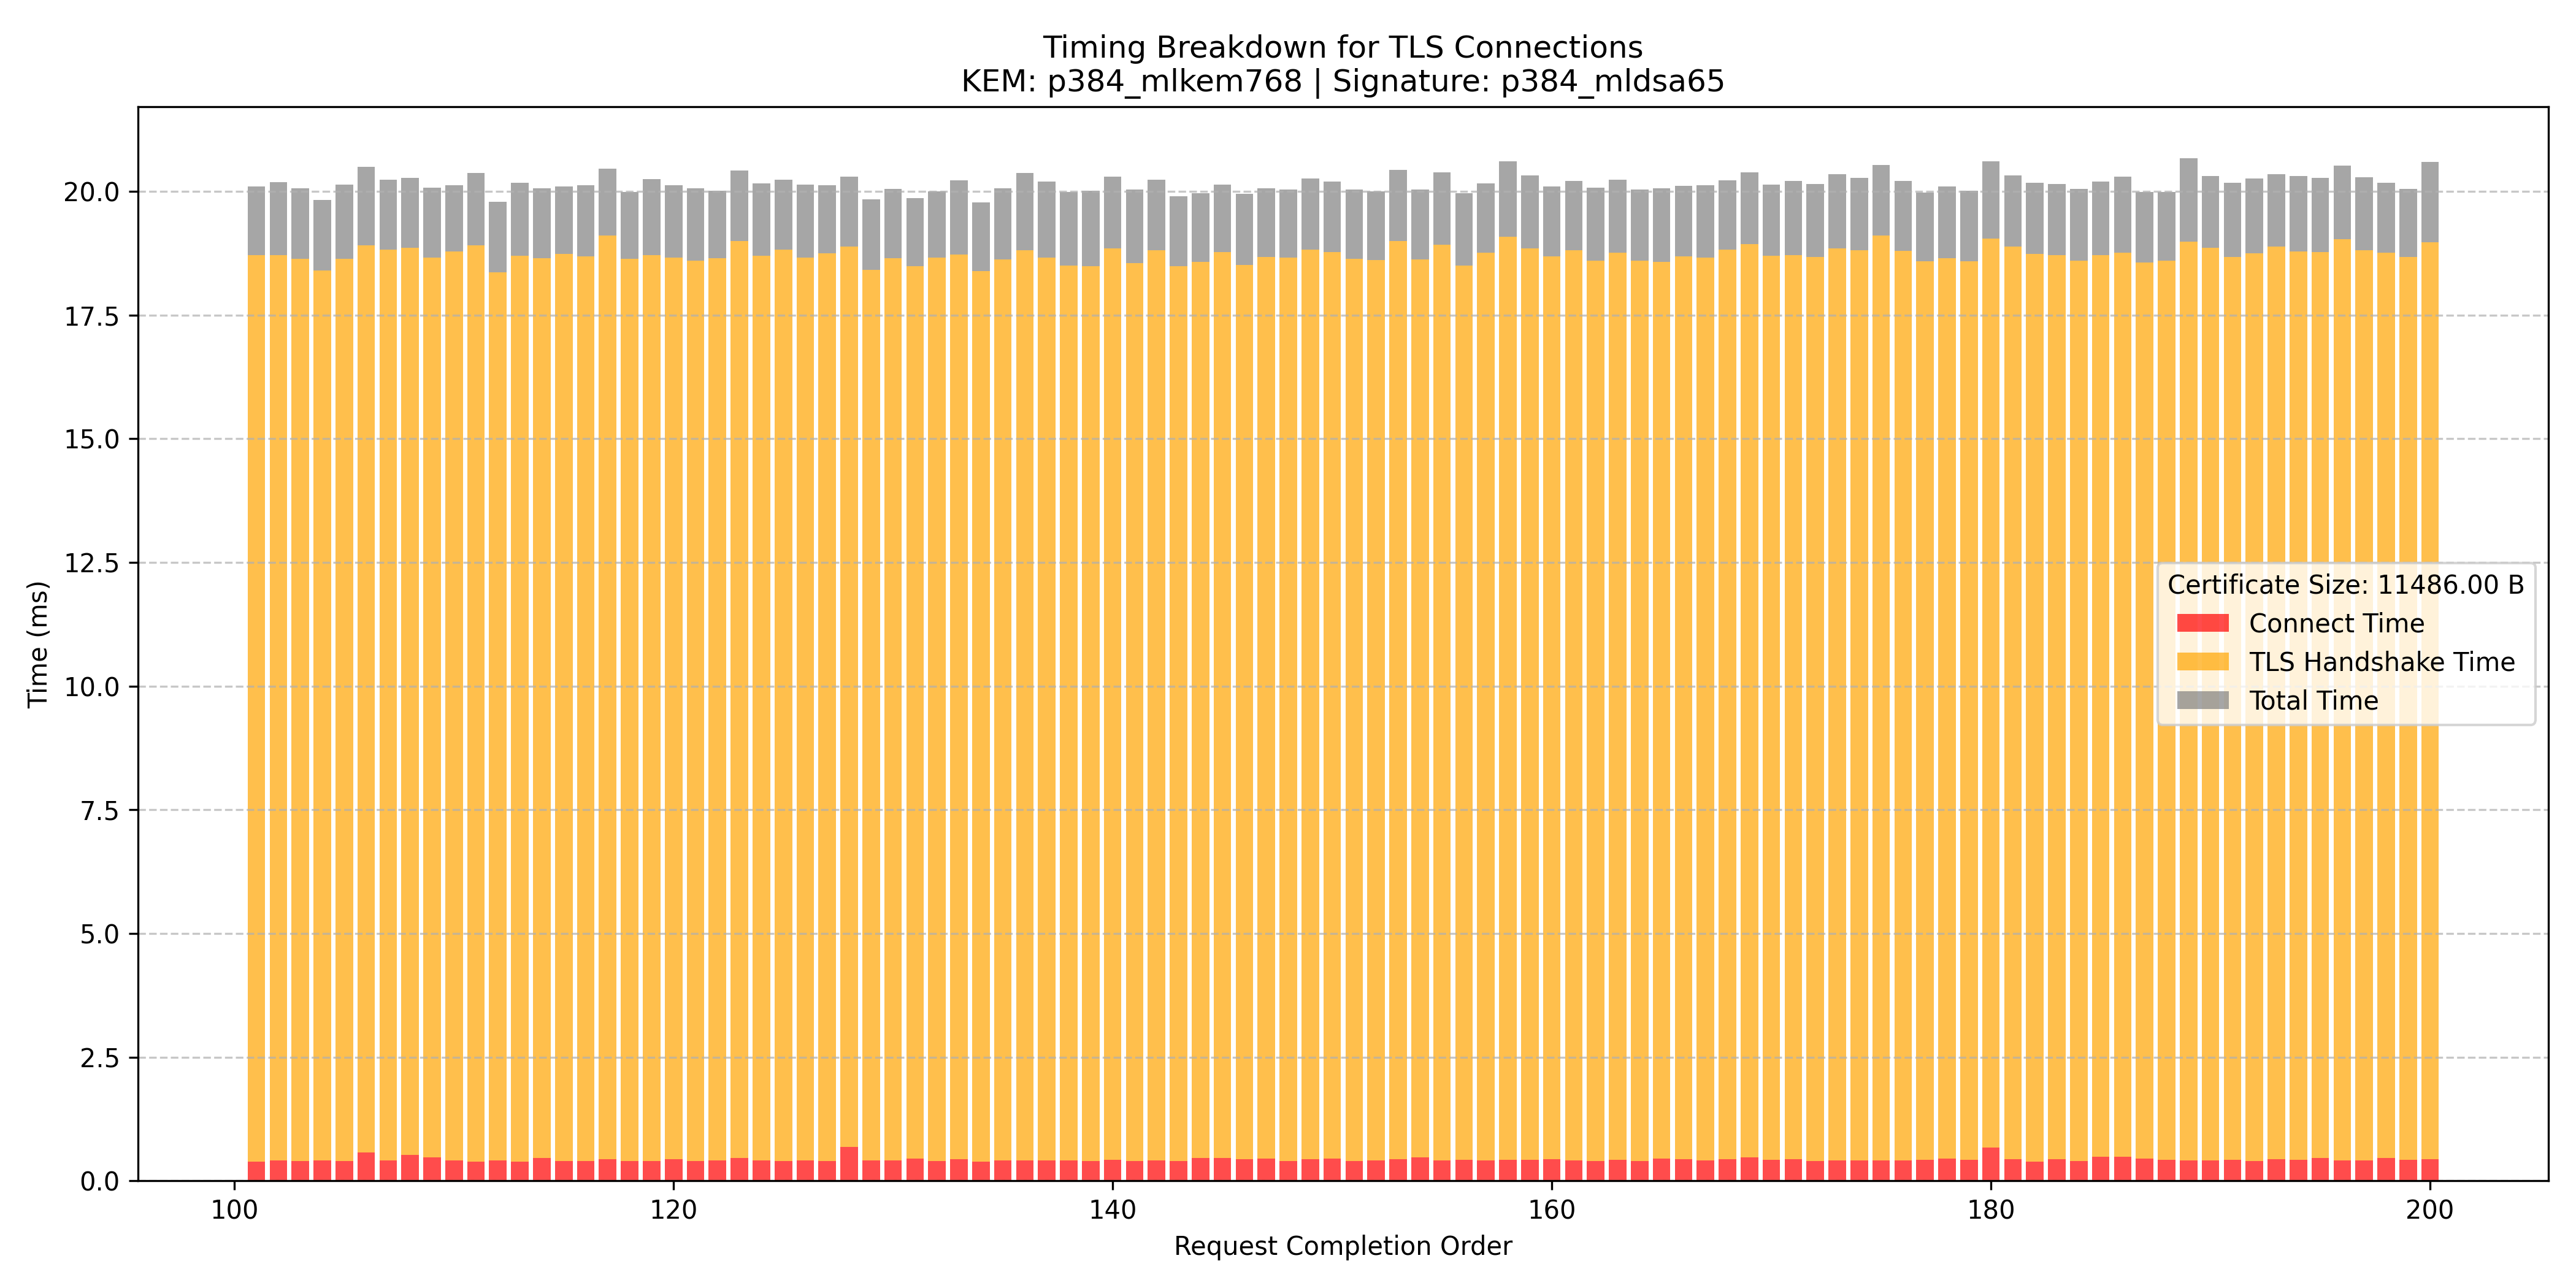 Timing Breakdown for TLS Connections
KEM: p384_mlkem768 | Signature: p384_mldsa65
Time (ms)
20.0
17.5
15.0
12.5
10.0
7.5
5.0
2.5
0.0
Certificate Size: 11486.00 B
Connect Time
TLS Handshake Time
Total Time
100 120 140 160 180 200
Request Completion Order